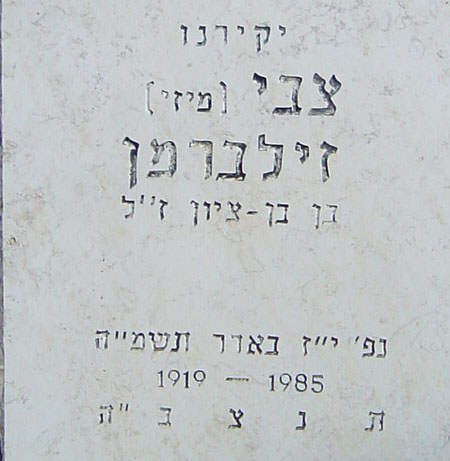 יקירנו
צבי [מיזי]
זילברמן
בן בן-ציון ז''ל
נפ' י"ז באדר תשמ"ה
1919 – 1985
ת נ צ ב "ה